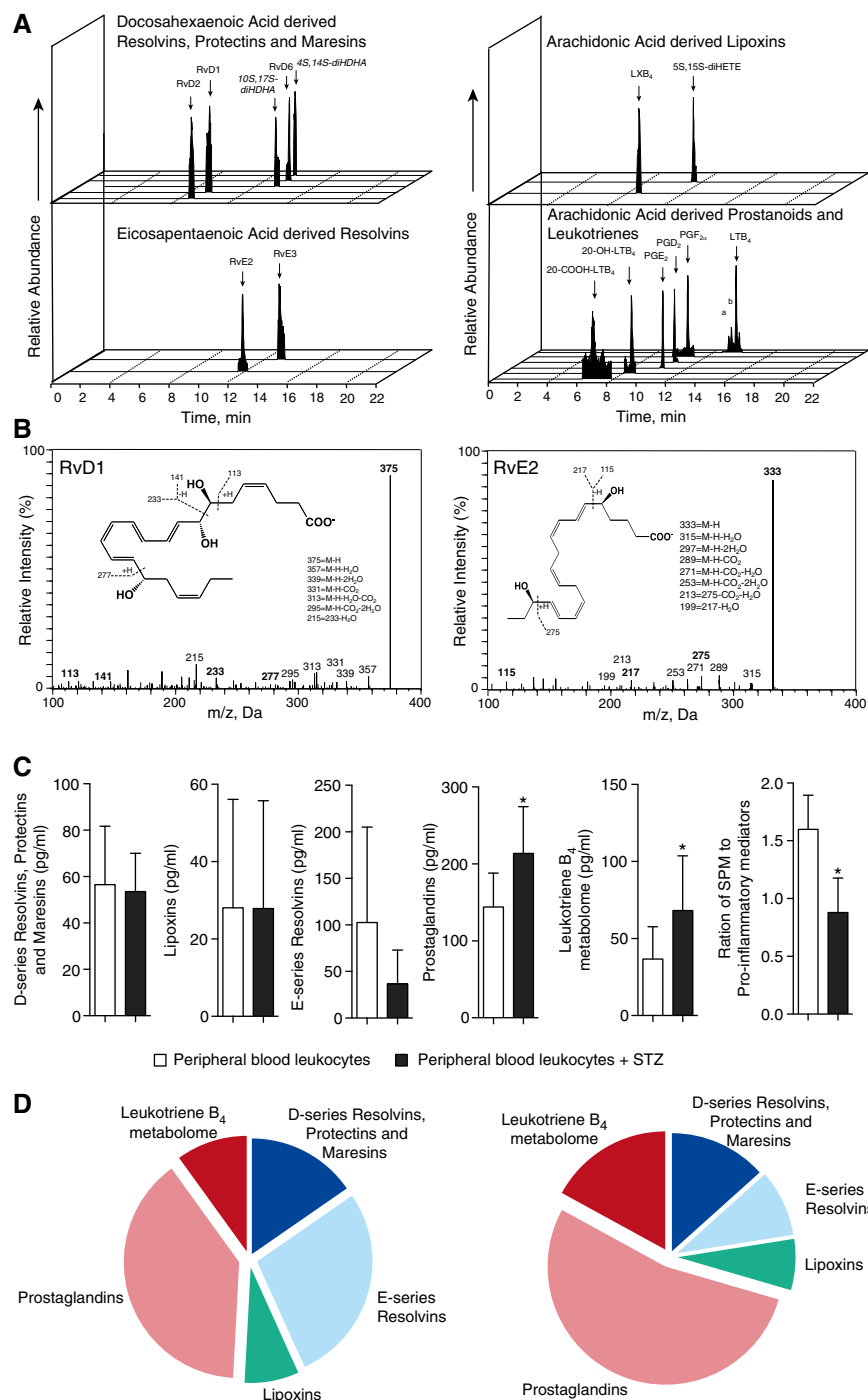 A
Docosahexaenoic Acid derived
Resolvins, Protectins and Maresins
RvD2
RvD1
10S,17S-
diHDHA
RvD6
4S,14S-diHDHA
Relative Abundance
Eicosapentaenoic Acid derived Resolvins
RvE2
RvE3
0 2 4 6 8 10 12 14 16 20 22
Time, min
Arachidonic Acid derived Lipoxins
LXB4
5S,15S-diHETE
Relative Abundance
Arachidonic Acid derived Prostanoids and
Leukotrienes
20-COOH-LTB4
20-OH-LTB4
PGE2
PGD2
PGF2α
LTB4
a
b
0 2 4 6 8 10 12 14 16 20 22
Time, min
B
RvD1
Relative Intensity (%)
100
0
141
-H
233
113
+H
HO
OH
COO-
277
+H
HO
375
375=M-H
357=M-H-H2O
339=M-H-2H2O
331=M-H-CO2
313=M-H-H2O-CO2
295=M-H-CO2-2H2O
215=233-H2O
113
141
215
233
277
295
313
331
339
357
100 200 300 400
m/z, Da
RvE2
Relative Intensity (%)
100
0
217
115
-H
OH
COO-
HO
+H
275
333
333=M-H
315=M-H-H2O
297=M-H-2H2O
289=M-H-CO2
271=M-H-CO2-H2O
253=M-H-CO2-2H2O
213=275-CO2-H2O
199=217-H2O
115
199
213
217
253
271
275
289
315
100 200 300 400
m/z, Da
C
D-series Resolvins, Protectins
and Maresins (pg/ml)
100
80
60
40
20
0
Lipoxins (pg/ml)
60
40
20
0
E-series Resolvins (pg/ml)
250
200
150
100
50
0
Prostaglandins (pg/ml)
300
200
100
0
*
Leukotriene B4
metabolome (pg/ml)
150
100
50
0
*
Ration of SPM to
Pro-inflammatory mediators
2.0
1.5
1.0
0.5
0.0
*
Peripheral blood leukocytes
Peripheral blood leukocytes + STZ
D
Leukotriene B4
metabolome
D-series Resolvins,
Protectins and
Maresins
Prostaglandins
E-series
Resolvins
Lipoxins
Leukotriene B4
metabolome
D-series Resolvins,
Protectins and
Maresins
E-series
Resolvins
Lipoxins
Prostaglandins